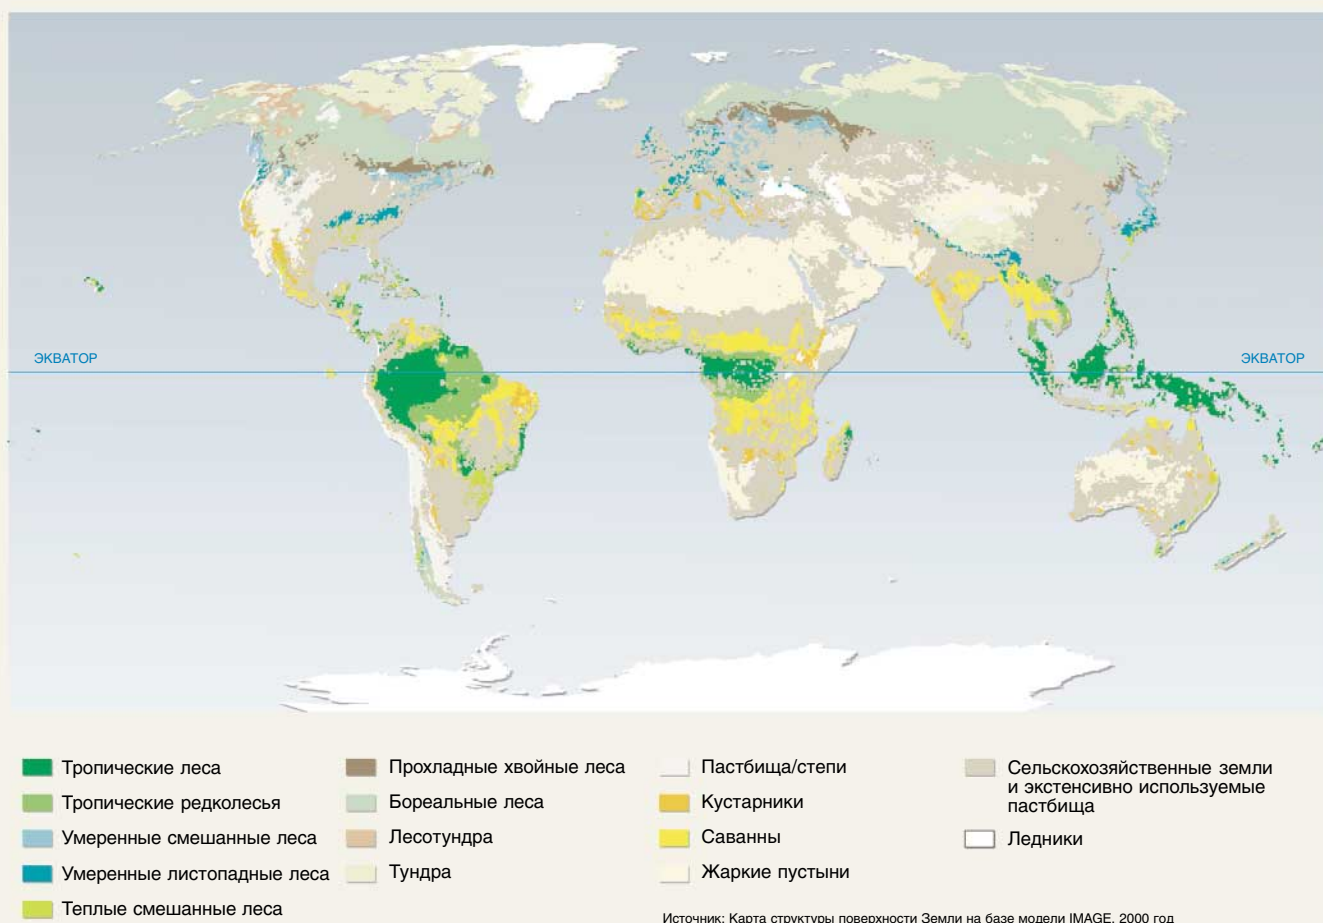 ЭКВАТОР
ЭКВАТОР
Тропические леса
Тропические редколесья
Умеренные смешанные леса
Умеренные листопадные леса
Теплые смешанные леса
Прохладные хвойные леса
Бореальные леса
Лесотундра
Тундра
Пастбища/степи
Кустарники
Саванны
Жаркие пустыни
Сельскохозяйственные земли
и экстенсивно используемые
пастбища
Ледники
Источник: Карта структуры поверхности Земли на базе модели IMAGE, 2000 год